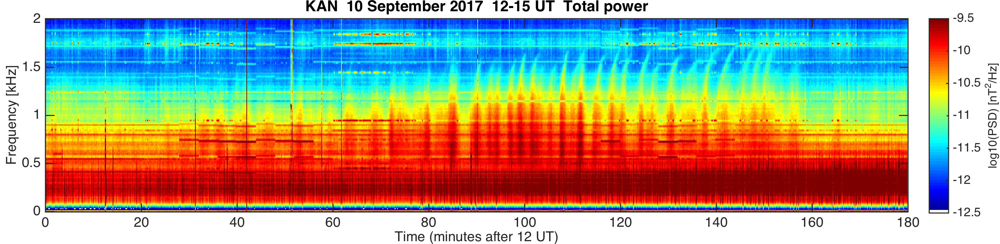 KAN 10 September 2017 12-15 UT Total power
Frequency [kHz]
2
1.5
1
0.5
0
0 20 40 60 80 100 120 140 160 180
Time (minutes after 12 UT)
-9.5
-10
-10.5
-11
-11.5
-12
-12.5
log10(PSD) [nT²/Hz]